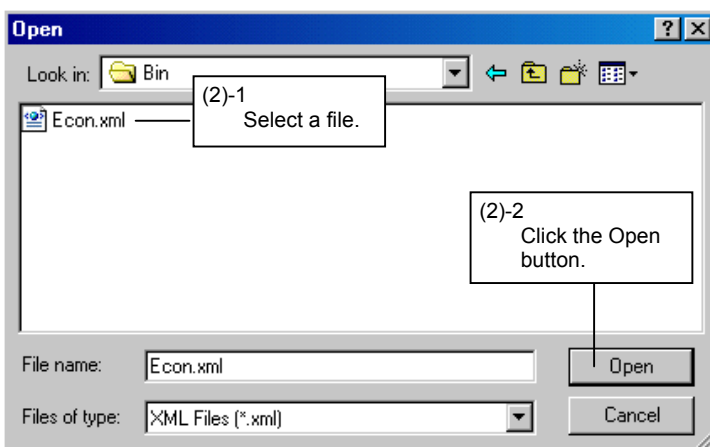 Open
Look in: Bin
(2)-1
Select a file.
Econ.xml
(2)-2
Click the Open
button.
File name: Econ.xml Open
Files of type: XML Files (*.xml) Cancel